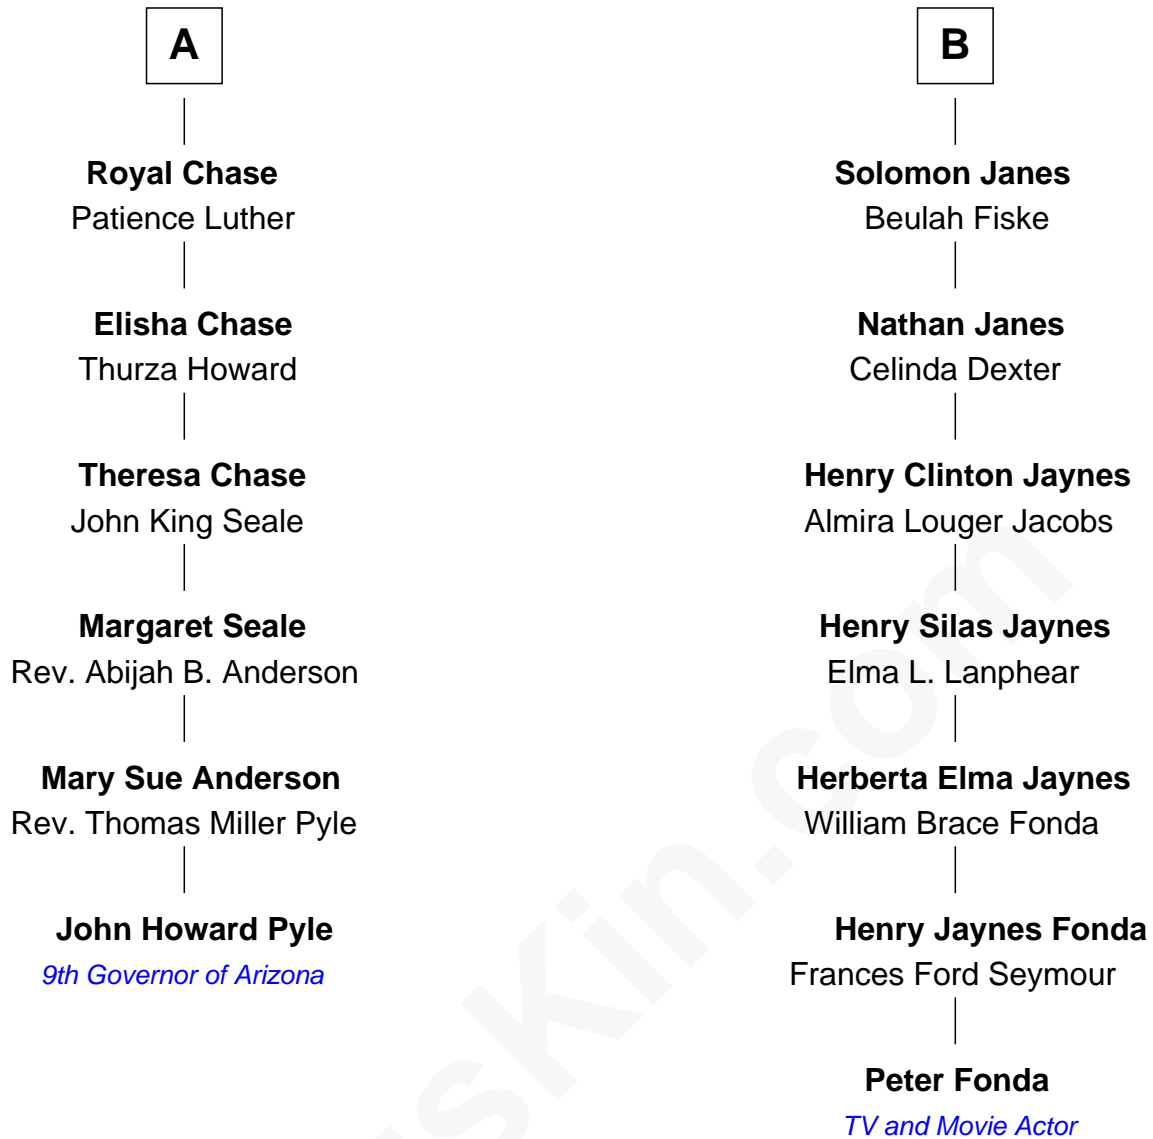 A
Royal Chase
Patience Luther
Elisha Chase
Thurza Howard
Theresa Chase
John King Seale
Margaret Seale
Rev. Abijah B. Anderson
Mary Sue Anderson
Rev. Thomas Miller Pyle
John Howard Pyle
9th Governor of Arizona
B
Solomon Janes
Beulah Fiske
Nathan Janes
Celinda Dexter
Henry Clinton Jaynes
Almira Louger Jacobs
Henry Silas Jaynes
Elma L. Lanphear
Herberta Elma Jaynes
William Brace Fonda
Henry Jaynes Fonda
Frances Ford Seymour
Peter Fonda
TV and Movie Actor
sKin.com